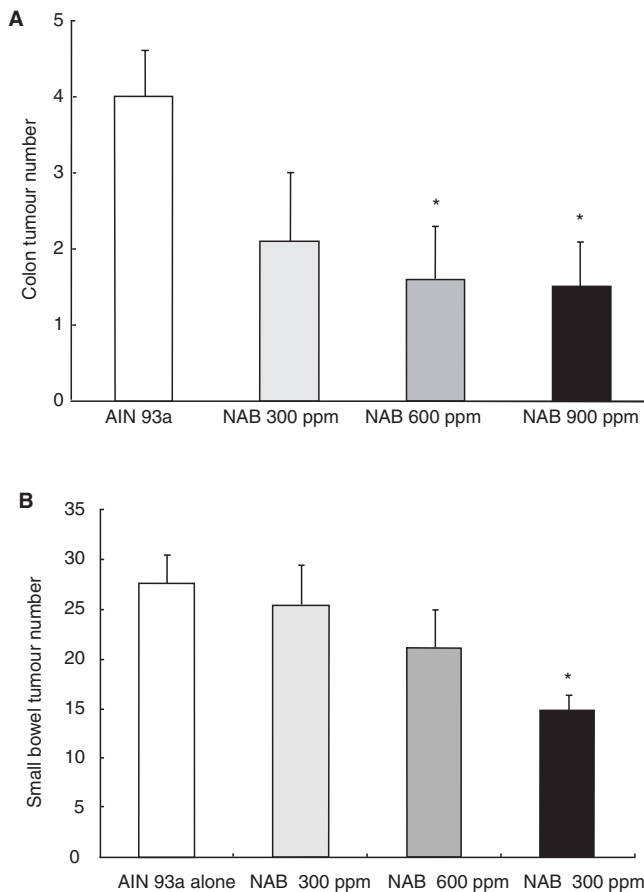 A
5
4
3
2
1
0
Colon tumour number
*
*
AIN 93a NAB 300 ppm NAB 600 ppm NAB 900 ppm
B
35
30
25
20
15
10
5
0
Small bowel tumour number
*
AIN 93a alone NAB 300 ppm NAB 600 ppm NAB 300 ppm